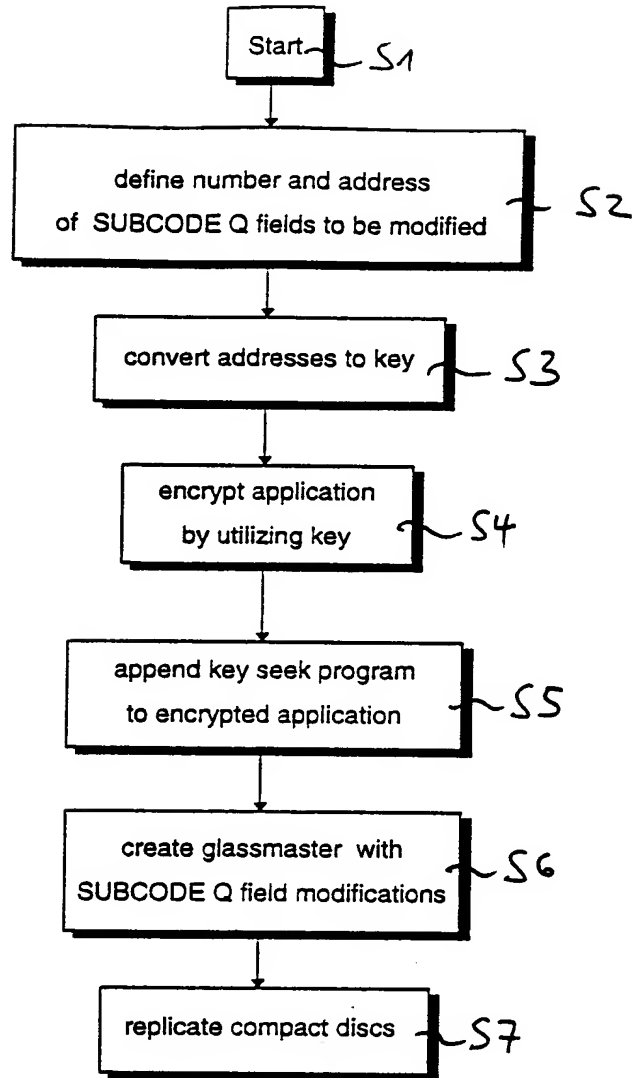 Start S1
define number and address
of SUBCODE Q fields to be modified S2
convert addresses to key S3
encrypt application
by utilizing key S4
append key seek program
to encrypted application S5
create glassmaster with
SUBCODE Q field modifications S6
replicate compact discs S7